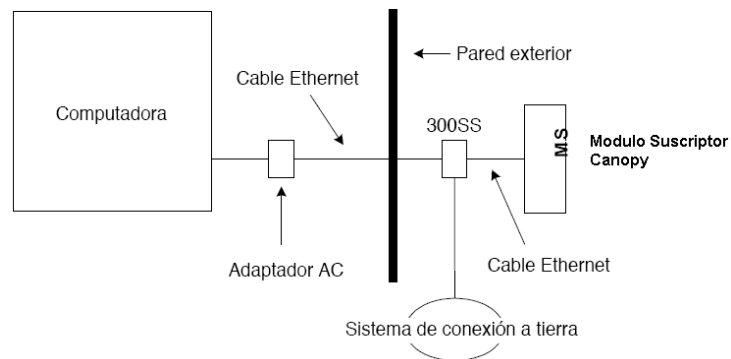 Pared exterior
Cable Ethernet
Computadora
300SS
MS
Modulo Suscriptor
Canopy
Adaptador AC
Cable Ethernet
Sistema de conexión a tierra